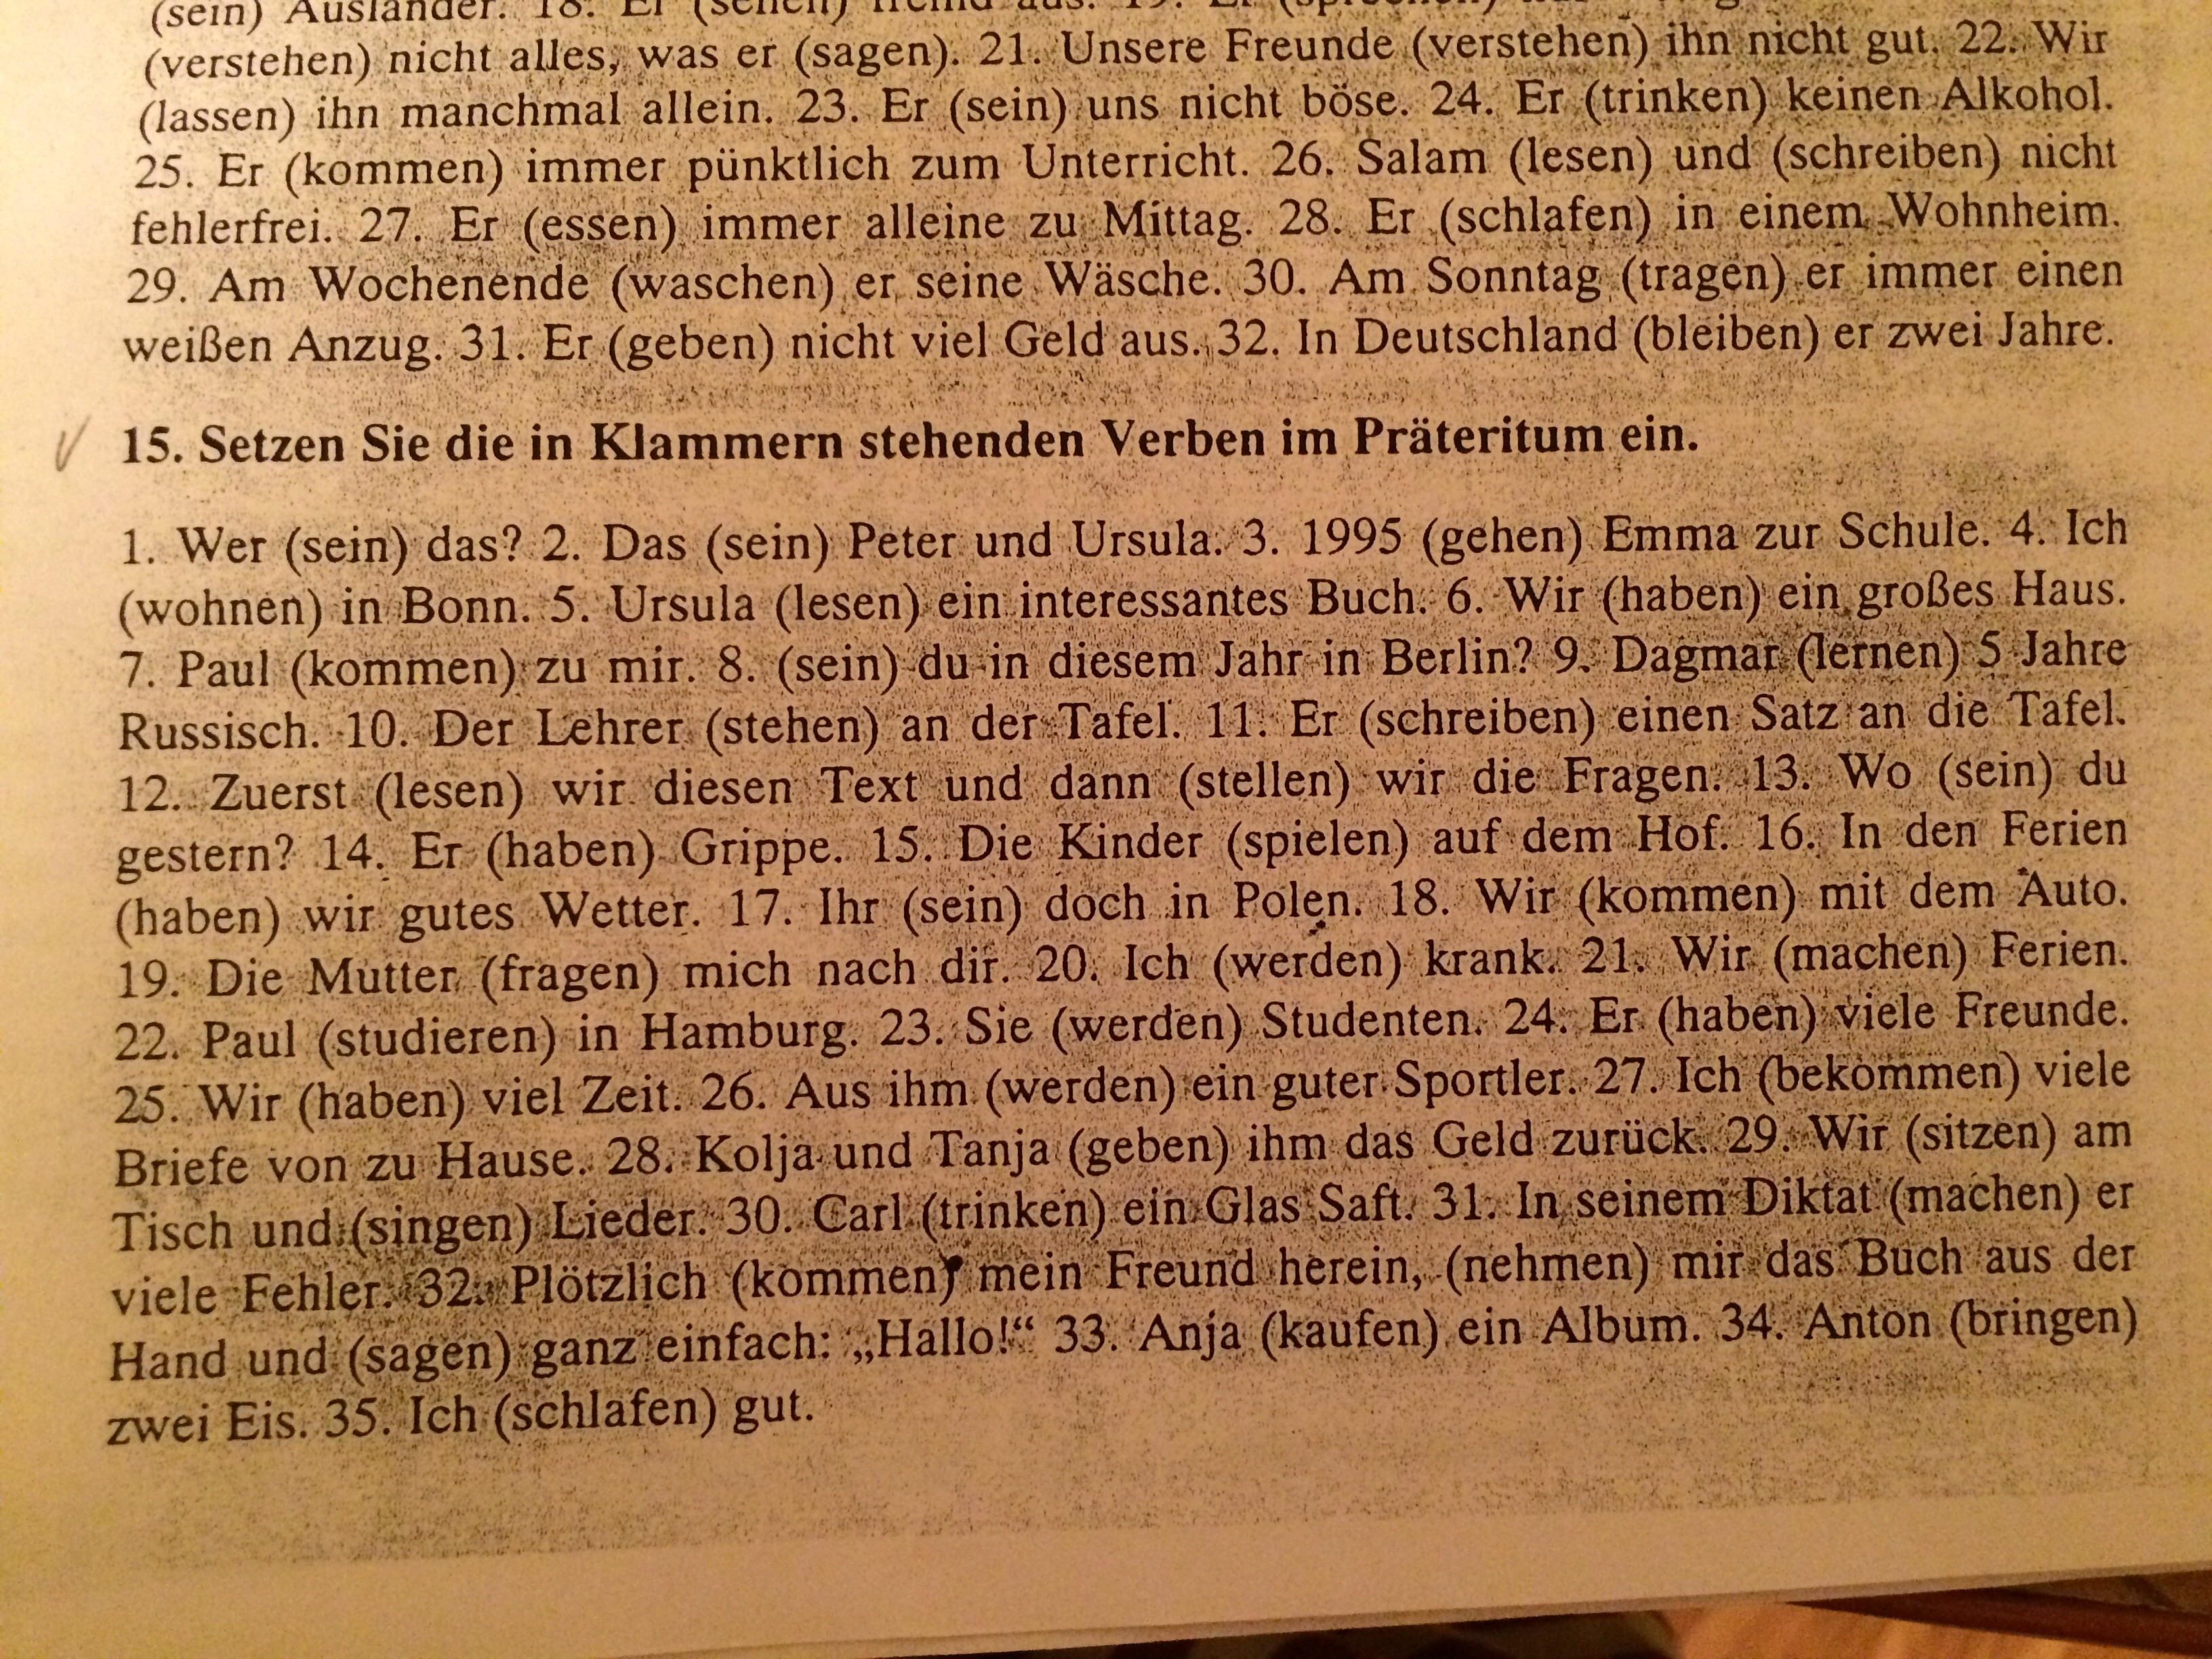 (sein) Ausländer. 18. Er (sehen) fremd aus. 19. Er (sprechen)
(verstehen) nicht alles, was er (sagen). 21. Unsere Freunde (verstehen) ihn nicht gut. 22. Wir
(lassen) ihn manchmal allein. 23. Er (sein) uns nicht böse. 24. Er (trinken) keinen Alkohol.
25. Er (kommen) immer pünktlich zum Unterricht. 26. Salam (lesen) und (schreiben) nicht
fehlerfrei. 27. Er (essen) immer alleine zu Mittag. 28. Er (schlafen) in einem Wohnheim.
29. Am Wochenende (waschen) er seine Wäsche. 30. Am Sonntag (tragen) er immer einen
weißen Anzug. 31. Er (geben) nicht viel Geld aus. 32. In Deutschland (bleiben) er zwei Jahre.
15. Setzen Sie die in Klammern stehenden Verben im Präteritum ein.
1. Wer (sein) das? 2. Das (sein) Peter und Ursula. 3. 1995 (gehen) Emma zur Schule. 4. Ich
(wohnen) in Bonn. 5. Ursula (lesen) ein interessantes Buch. 6. Wir (haben) ein großes Haus.
7. Paul (kommen) zu mir. 8. (sein) du in diesem Jahr in Berlin? 9. Dagmar (lernen) 5 Jahre
Russisch. 10. Der Lehrer (stehen) an der Tafel. 11. Er (schreiben) einen Satz an die Tafel.
12. Zuerst (lesen) wir diesen Text und dann (stellen) wir die Fragen. 13. Wo (sein) du
gestern? 14. Er (haben) Grippe. 15. Die Kinder (spielen) auf dem Hof. 16. In den Ferien
(haben) wir gutes Wetter. 17. Ihr (sein) doch in Polen. 18. Wir (kommen) mit dem Auto.
19. Die Mutter (fragen) mich nach dir. 20. Ich (werden) krank. 21. Wir (machen) Ferien.
22. Paul (studieren) in Hamburg. 23. Sie (werden) Studenten. 24. Er (haben) viele Freunde.
25. Wir (haben) viel Zeit. 26. Aus ihm (werden) ein guter Sportler. 27. Ich (bekommen) viele
Briefe von zu Hause. 28. Kolja und Tanja (geben) ihm das Geld zurück. 29. Wir (sitzen) am
Tisch und (singen) Lieder. 30. Carl (trinken) ein Glas Saft. 31. In seinem Diktat (machen) er
viele Fehler. 32. Plötzlich (kommen) mein Freund herein, (nehmen) mir das Buch aus der
Hand und (sagen) ganz einfach: „Hallo!“ 33. Anja (kaufen) ein Album. 34. Anton (bringen)
zwei Eis. 35. Ich (schlafen) gut.